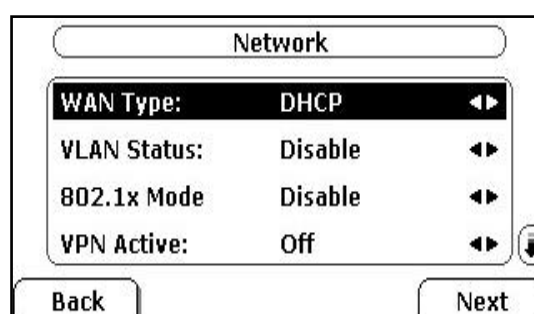 Network
WAN Type: DHCP
VLAN Status: Disable
802.1x Mode Disable
VPN Active: Off
Back Next